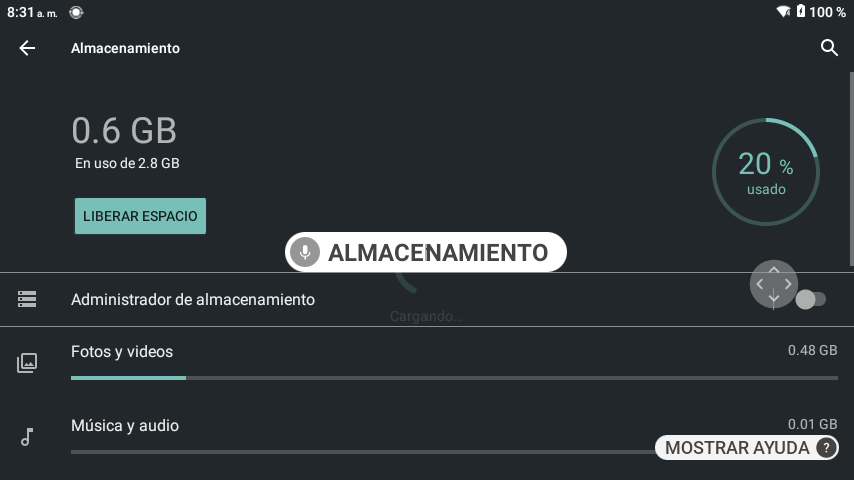 8:31 a. m.
100 %
Almacenamiento
0.6 GB
En uso de 2.8 GB
20 %
usado
LIBERAR ESPACIO
ALMACENAMIENTO
Administrador de almacenamiento
Cargando…
Fotos y videos
0.48 GB
Música y audio
0.01 GB
MOSTRAR AYUDA ?